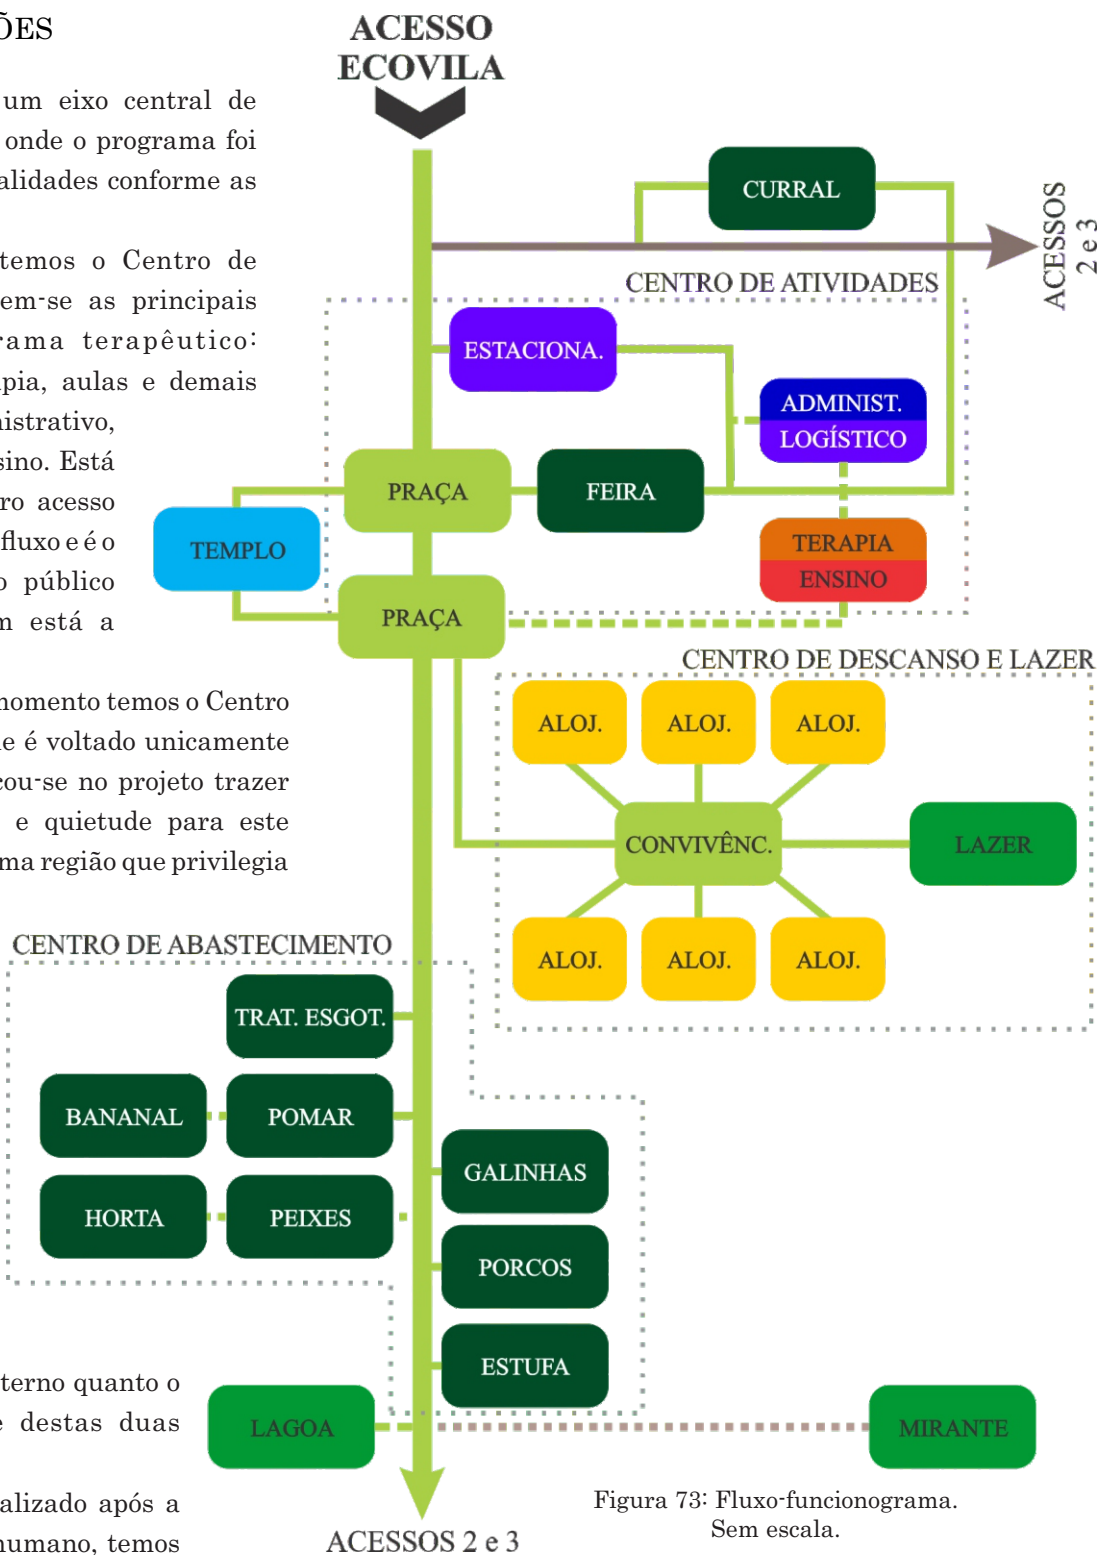 ÕES
um eixo central de
onde o programa foi
alidades conforme as
temos o Centro de
em-se as principais
rama terapêutico:
pia, aulas e demais
nistrativo,
sino. Está
ro acesso
fluxo e é o
o público
m está a
momento temos o Centro
e é voltado unicamente
cou-se no projeto trazer
e quietude para este
ma região que privilegia
terno quanto o
e destas duas
alizado após a
humano, temos
ACESSO
ECOVILA
CURRAL
ACESSOS
2 e 3
CENTRO DE ATIVIDADES
ESTACIONA.
ADMINIST.
LOGÍSTICO
PRAÇA
FEIRA
TEMPLO
TERAPIA
ENSINO
PRAÇA
CENTRO DE DESCANSO E LAZER
ALOJ.
ALOJ.
ALOJ.
CONVIVÊNC.
LAZER
ALOJ.
ALOJ.
ALOJ.
CENTRO DE ABASTECIMENTO
TRAT. ESGOT.
BANANAL
POMAR
GALINHAS
HORTA
PEIXES
PORCOS
ESTUFA
LAGOA
MIRANTE
ACESSOS 2 e 3
Figura 73: Fluxo-funcionograma.
Sem escala.